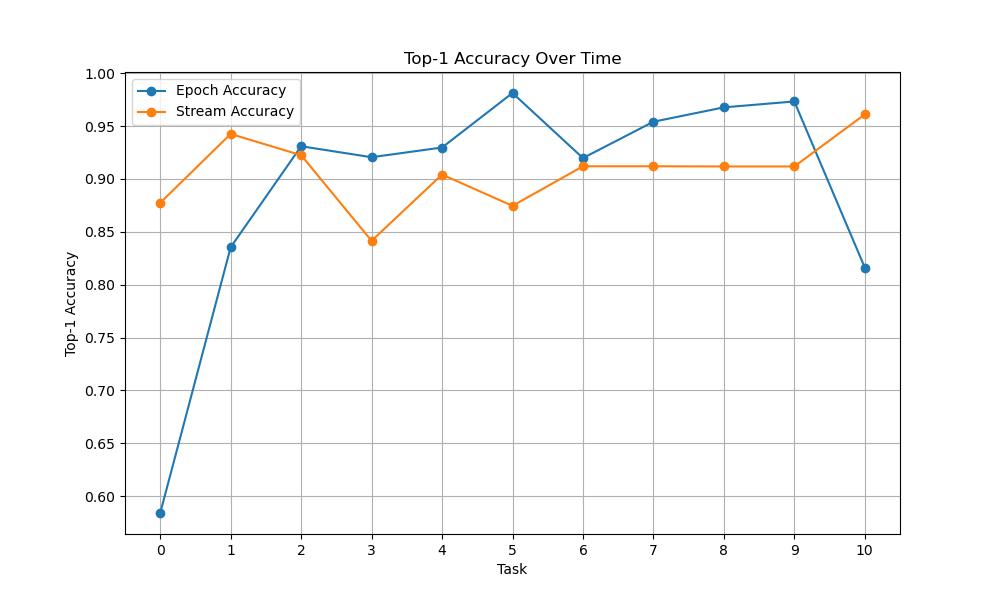 Top-1 Accuracy Over Time
Epoch Accuracy
Stream Accuracy
Top-1 Accuracy
1.00
0.95
0.90
0.85
0.80
0.75
0.70
0.65
0.60
0 1 2 3 4 5 6 7 8 9 10
Task